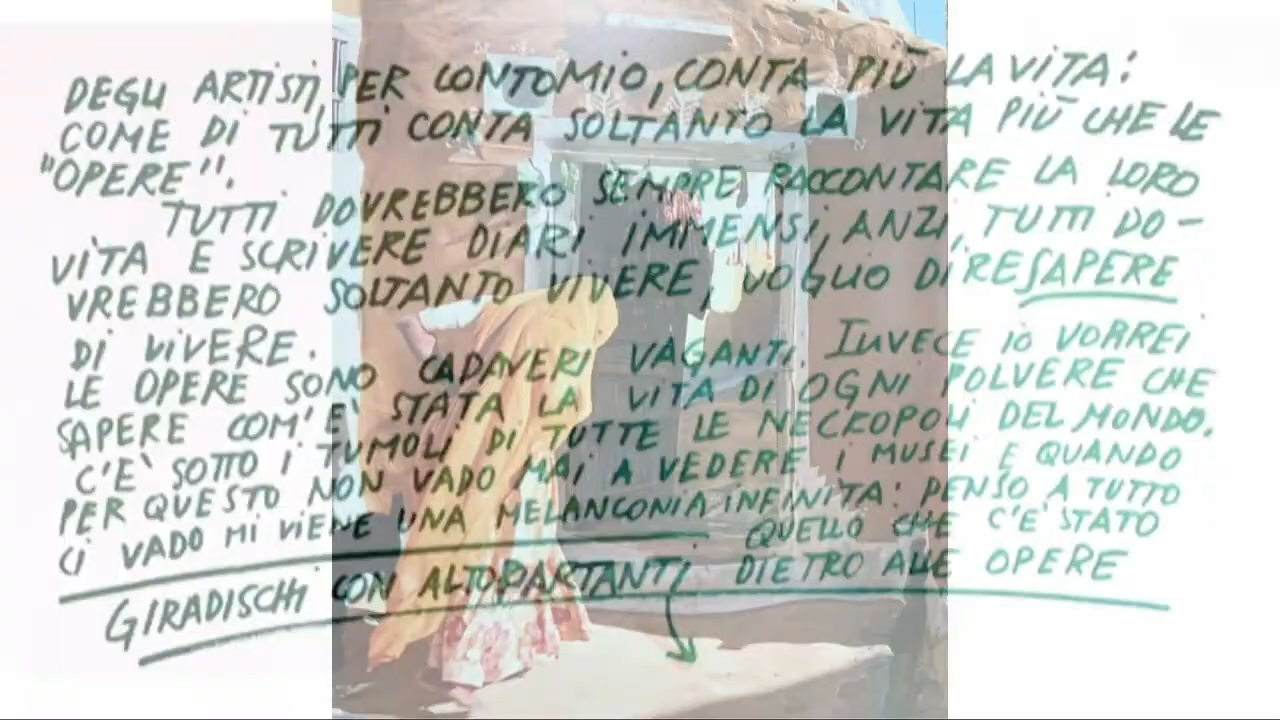 DEGLI ARTISTI, PER CONTO MIO, CONTA PIÙ LA VITA:
COME DI TUTTI CONTA SOLTANTO LA VITA PIÙ CHE LE
"OPERE".
TUTTI DOVREBBERO SEMPRE RACCONTARE LA LORO
VITA E SCRIVERE DIARI IMMENSI, ANZI, TUTTI DO-
VREBBERO SOLTANTO VIVERE, VOGLIO DIRE SAPERE
DI VIVERE.
LE OPERE SONO CADAVERI VAGANTI. INVECE IO VORREI
SAPERE COM'E' STATA LA VITA DI OGNI POLVERE CHE
C'E' SOTTO I TUMOLI DI TUTTE LE NECROPOLI DEL MONDO.
PER QUESTO NON VADO MAI A VEDERE I MUSEI E QUANDO
CI VADO MI VIENE UNA MELANCONIA INFINITA: PENSO A TUTTO
QUELLO CHE C'E' STATO
GIRADISCHI CON ALTOPARTANTI DIETRO ALLE OPERE